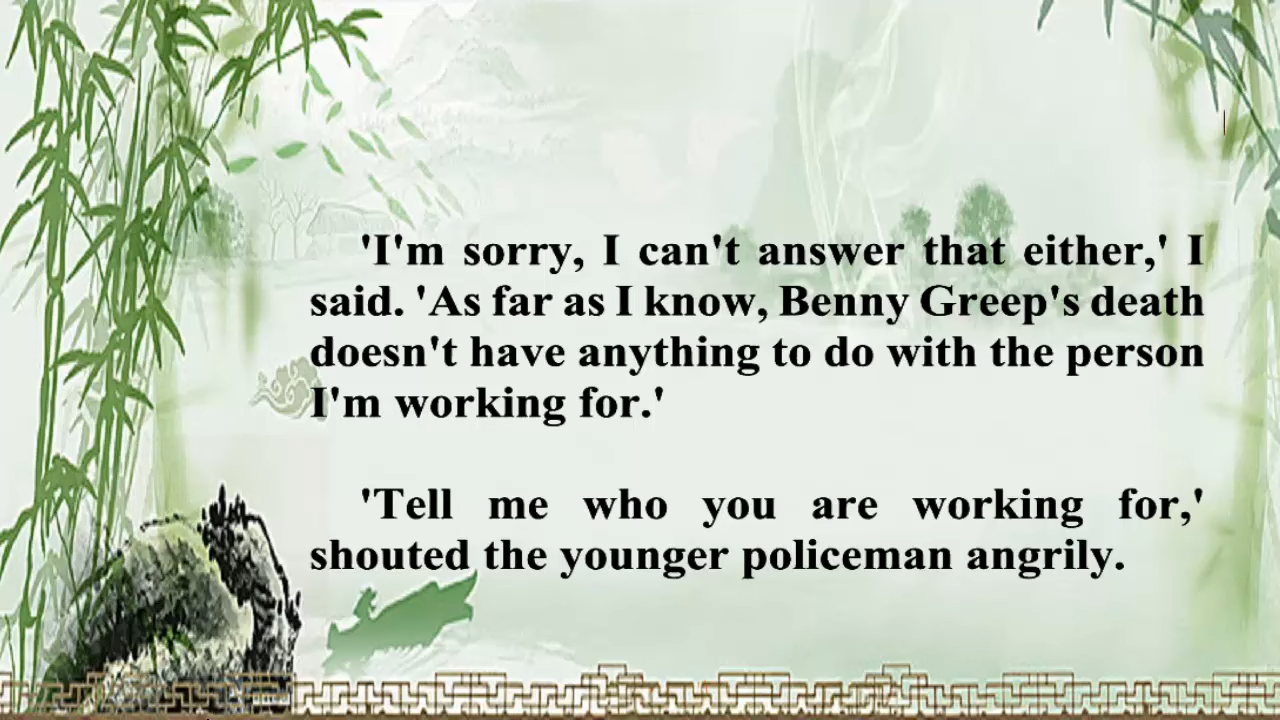 'I'm sorry, I can't answer that either,' I
said. 'As far as I know, Benny Greep's death
doesn't have anything to do with the person
I'm working for.'
'Tell me who you are working for,'
shouted the younger policeman angrily.